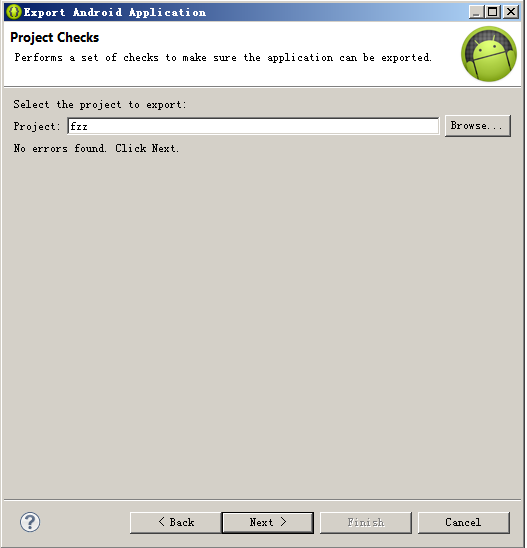 Export Android Application
Project Checks
Performs a set of checks to make sure the application can be exported.
Select the project to export:
Project: fzz Browse...
No errors found. Click Next.
? < Back Next > Finish Cancel